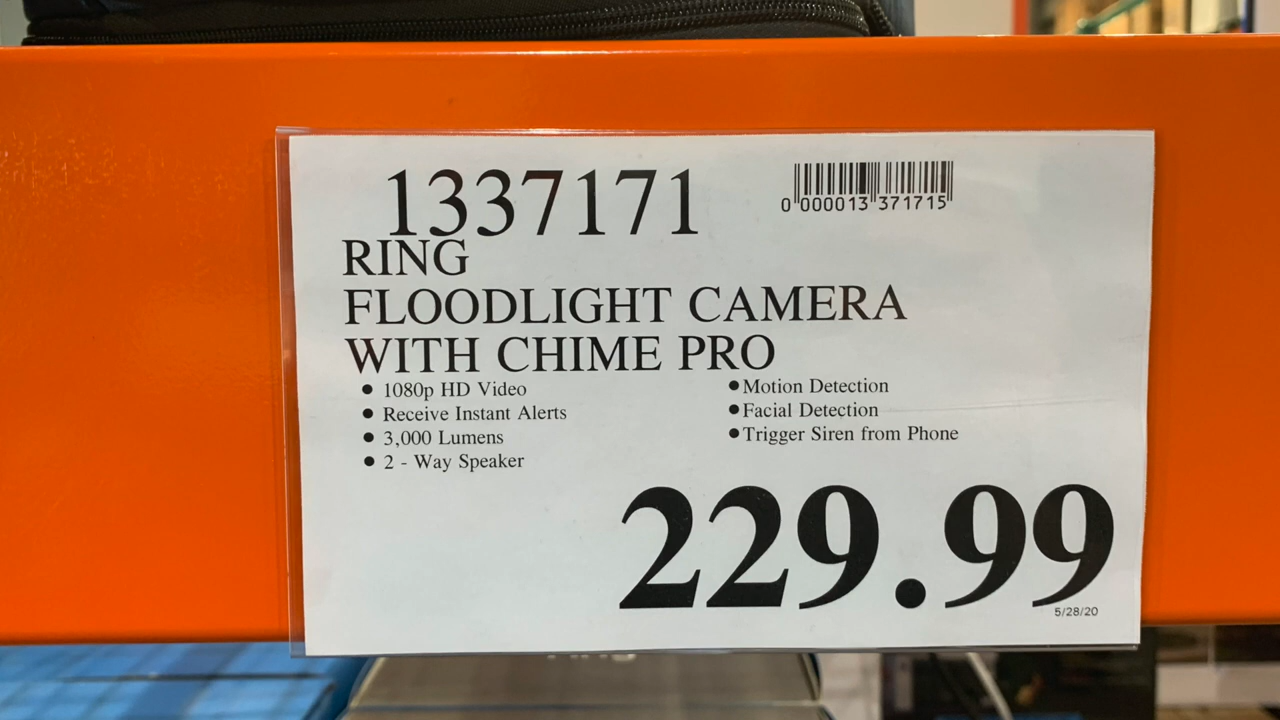 1337171
0 000013 371715
RING
FLOODLIGHT CAMERA
WITH CHIME PRO
● 1080p HD Video
● Receive Instant Alerts
● 3,000 Lumens
● 2 - Way Speaker
● Motion Detection
● Facial Detection
● Trigger Siren from Phone
229.99
5/28/20